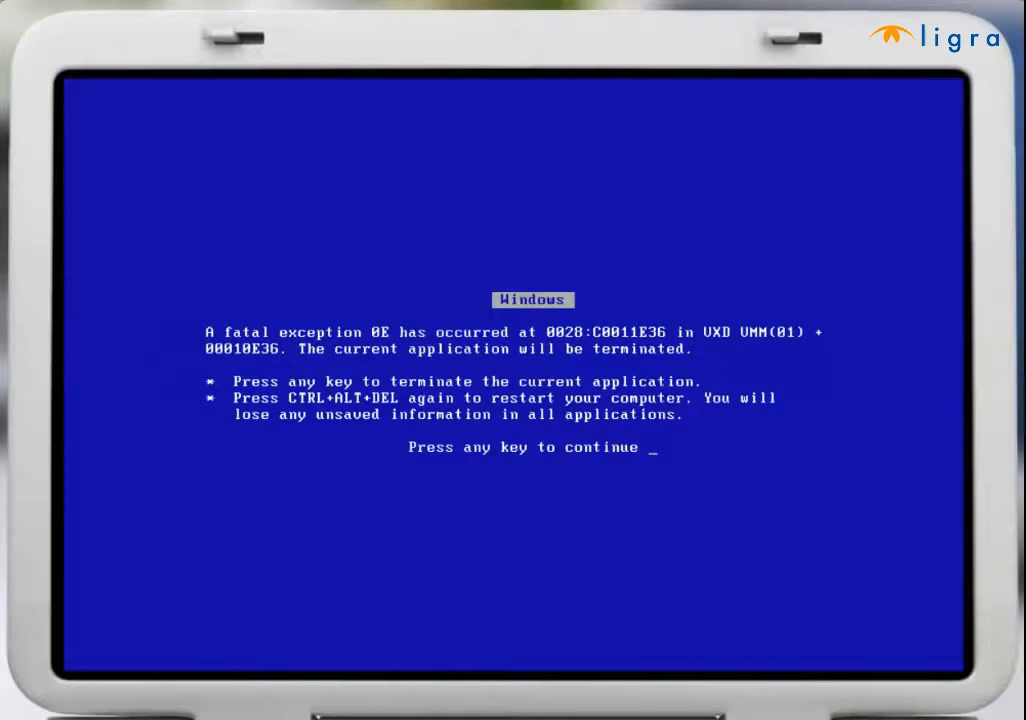 ligra
Windows
A fatal exception 0E has occurred at 0028:C0011E36 in VXD VMM(01) +
00010E36. The current application will be terminated.
* Press any key to terminate the current application.
* Press CTRL+ALT+DEL again to restart your computer. You will
lose any unsaved information in all applications.
Press any key to continue _